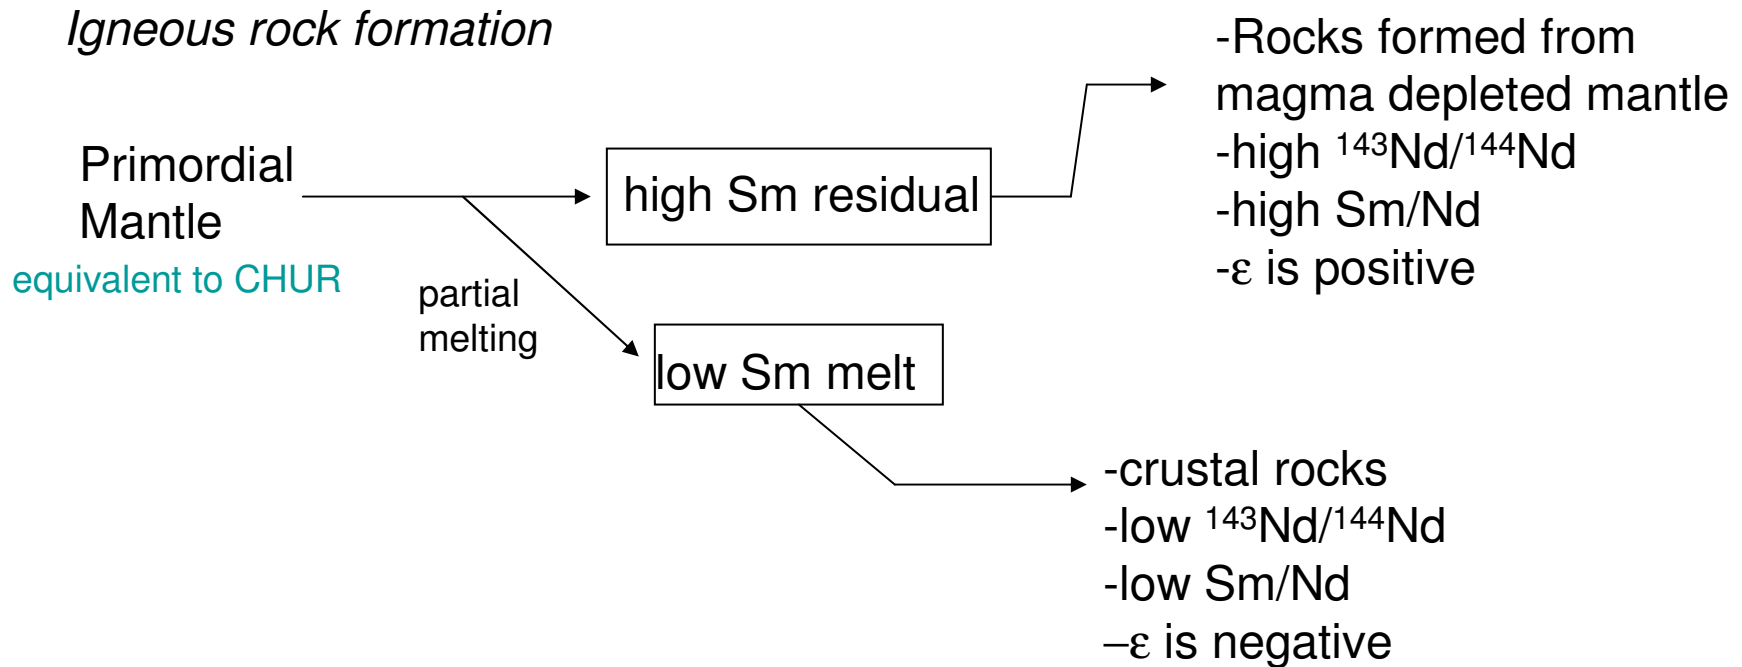 Igneous rock formation
Primordial
Mantle
equivalent to CHUR
partial
melting
high Sm residual
low Sm melt
-Rocks formed from
magma depleted mantle
-high ¹⁴³Nd/¹⁴⁴Nd
-high Sm/Nd
-ε is positive
-crustal rocks
-low ¹⁴³Nd/¹⁴⁴Nd
-low Sm/Nd
–ε is negative